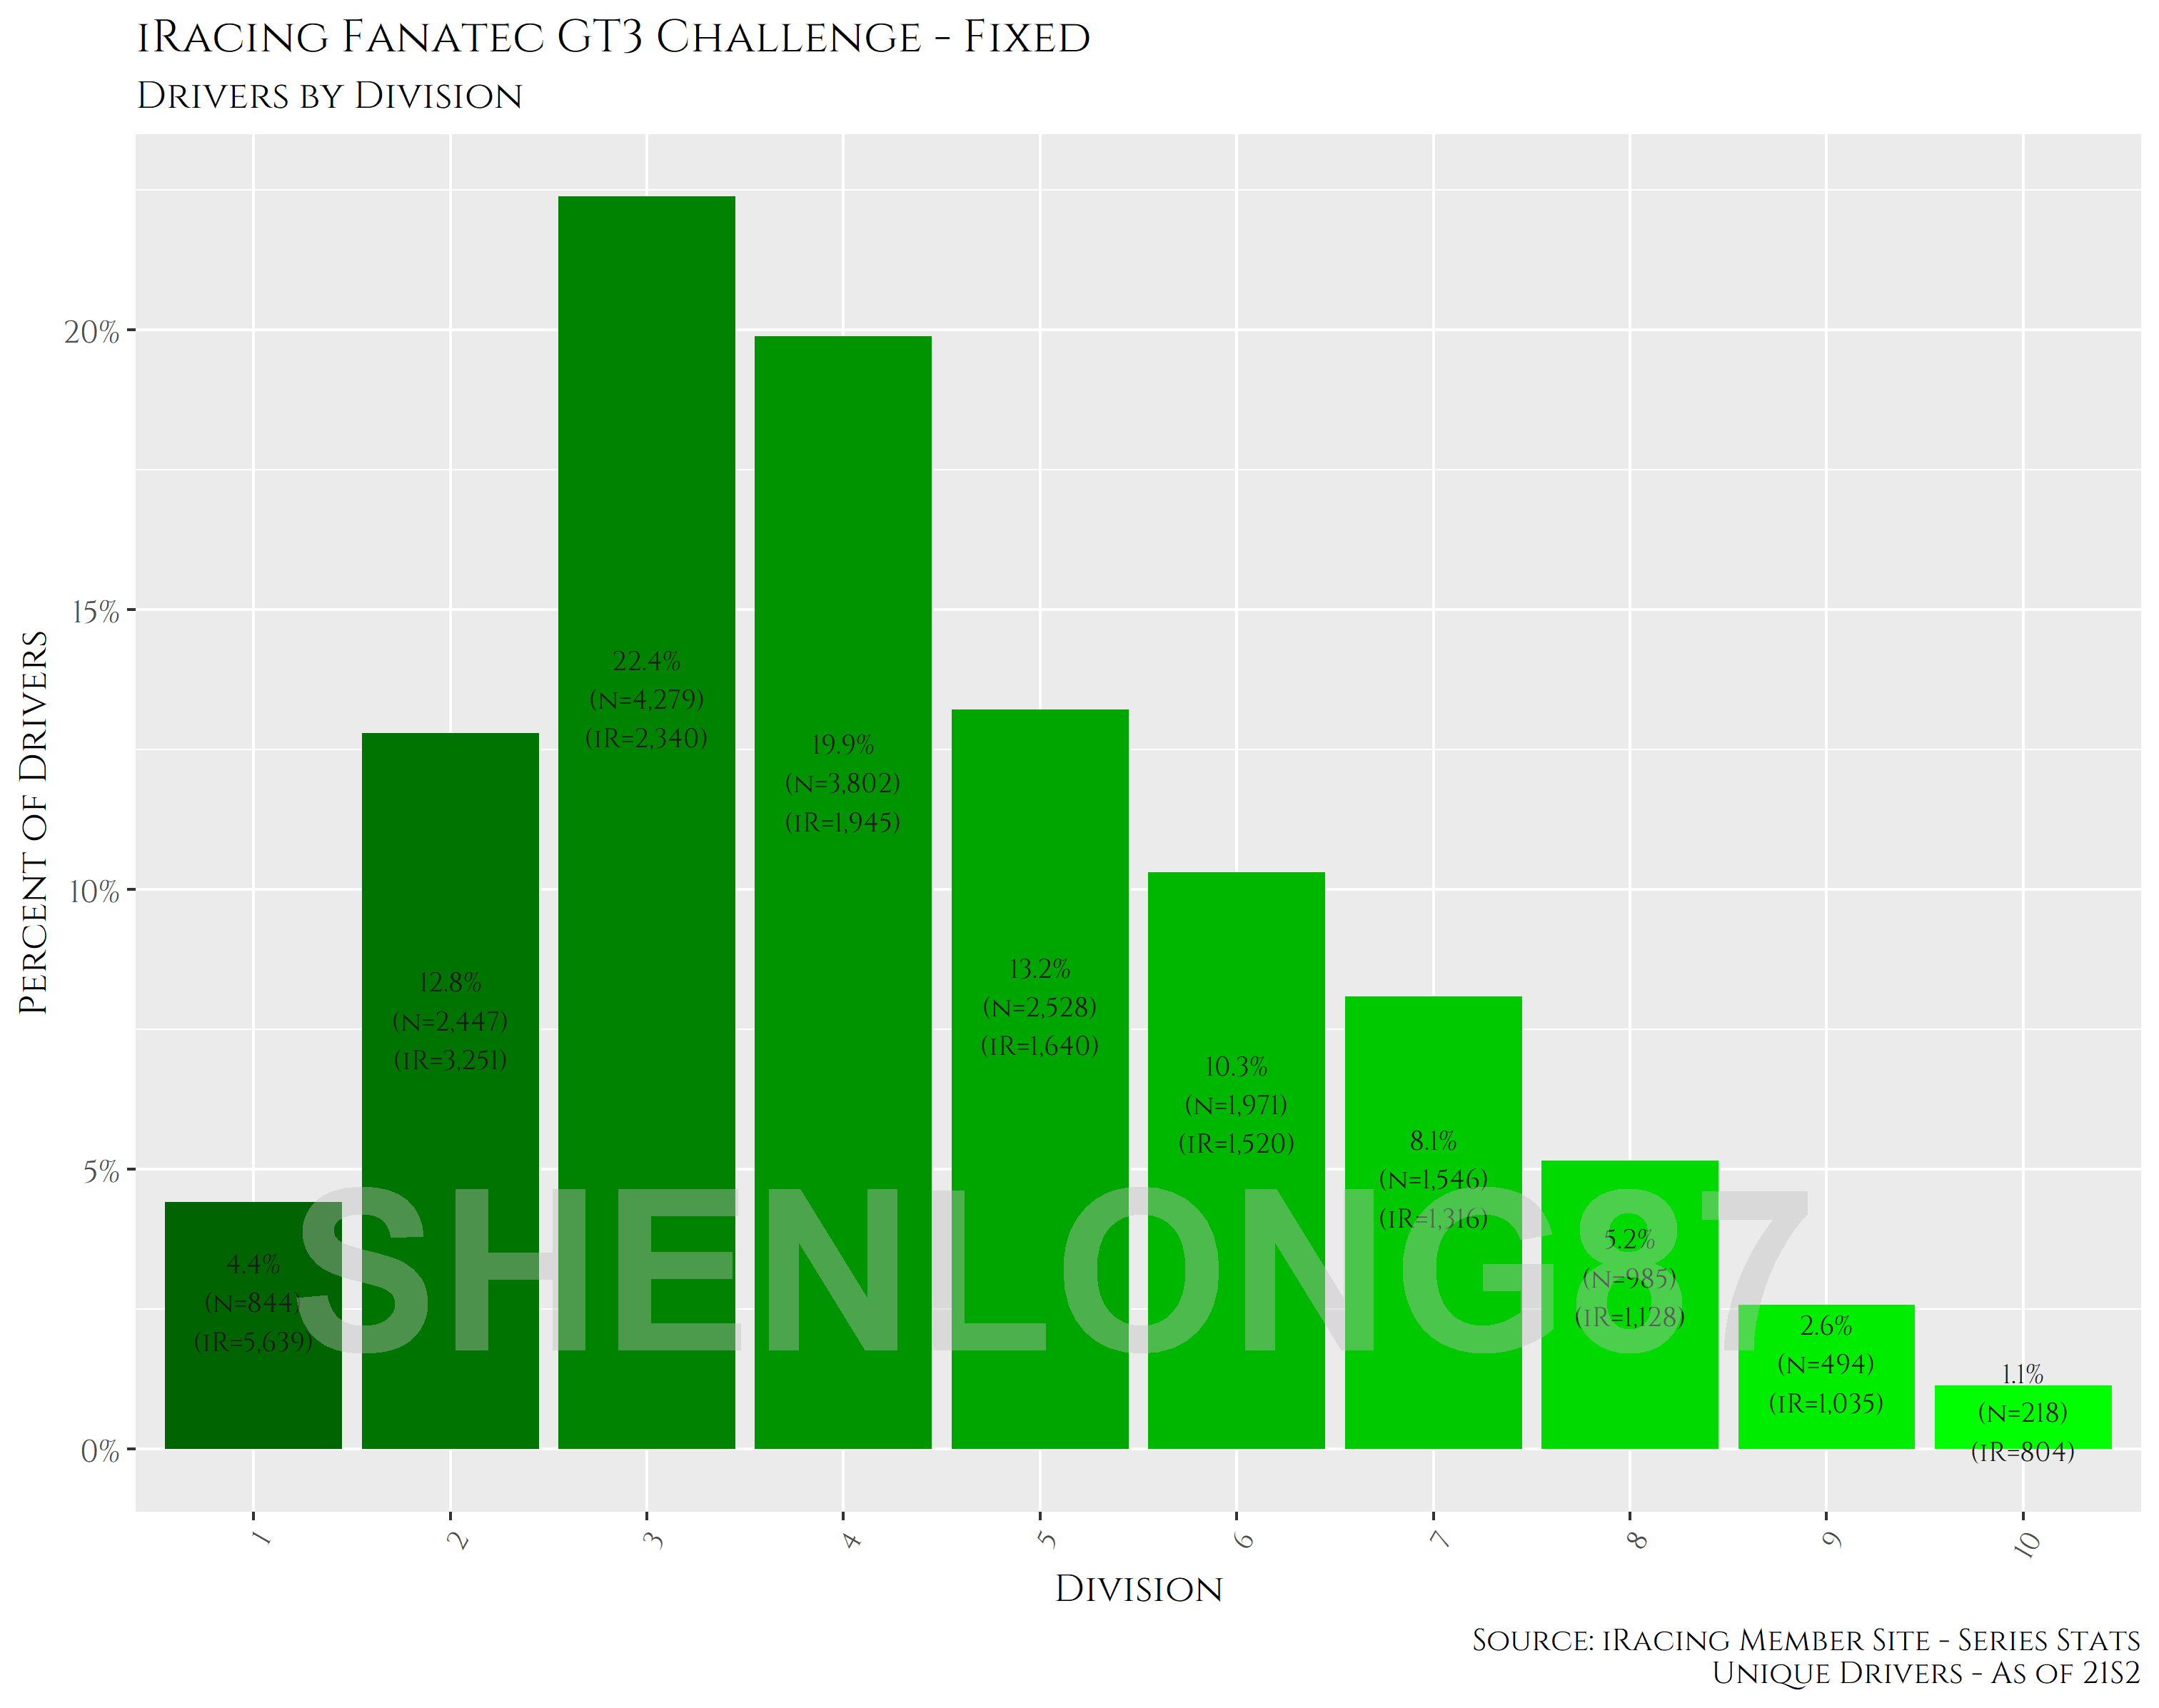 iRacing Fanatec GT3 Challenge - Fixed
Drivers by Division
Percent of Drivers
20%
15%
10%
5%
0%
4.4%
(n=844)
(iR=5,639)
12.8%
(n=2,447)
(iR=3,251)
22.4%
(n=4,279)
(iR=2,340)
19.9%
(n=3,802)
(iR=1,945)
13.2%
(n=2,528)
(iR=1,640)
10.3%
(n=1,971)
(iR=1,520)
8.1%
(n=1,546)
(iR=1,316)
5.2%
(n=985)
(iR=1,128)
2.6%
(n=494)
(iR=1,035)
1.1%
(n=218)
(iR=804)
SHENLONG87
1 2 3 4 5 6 7 8 9 10
Division
Source: iRacing Member Site - Series Stats
Unique Drivers - As of 21S2